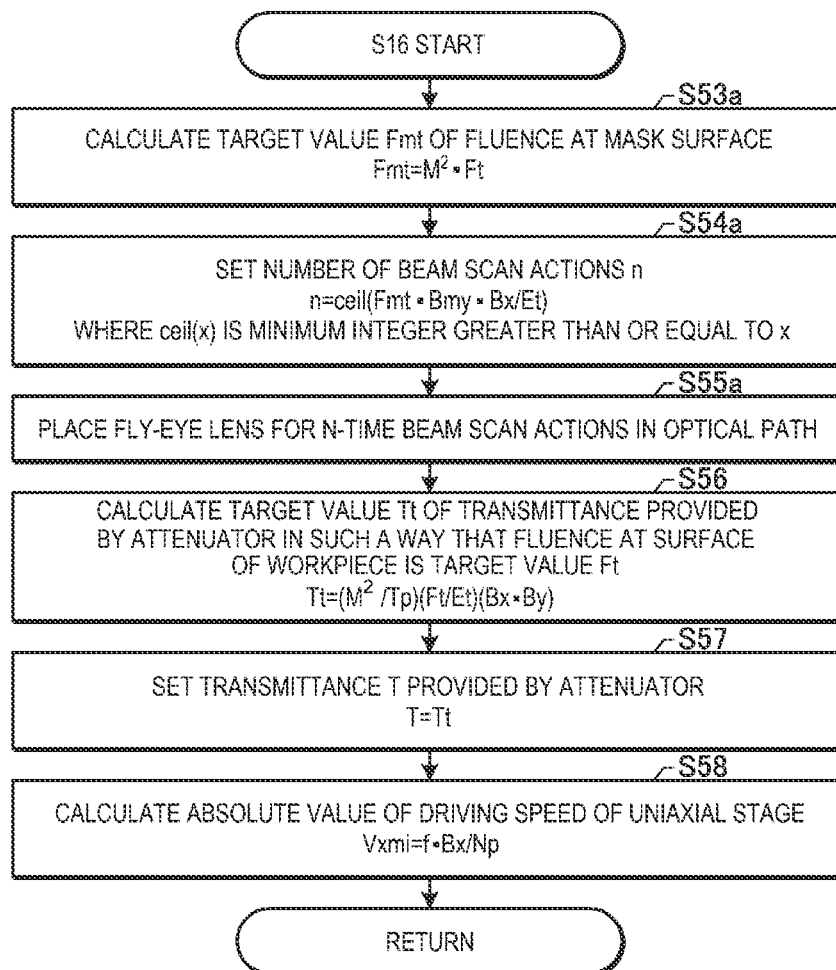 S16 START
S53a
CALCULATE TARGET VALUE Fmt OF FLUENCE AT MASK SURFACE
Fmt=M²•Ft
S54a
SET NUMBER OF BEAM SCAN ACTIONS n
n=ceil(Fmt•Bmy•Bx/Et)
WHERE ceil(x) IS MINIMUM INTEGER GREATER THAN OR EQUAL TO x
S55a
PLACE FLY-EYE LENS FOR N-TIME BEAM SCAN ACTIONS IN OPTICAL PATH
S56
CALCULATE TARGET VALUE Tt OF TRANSMITTANCE PROVIDED
BY ATTENUATOR IN SUCH A WAY THAT FLUENCE AT SURFACE
OF WORKPIECE IS TARGET VALUE Ft
Tt=(M²/Tp)(Ft/Et)(Bx•By)
S57
SET TRANSMITTANCE T PROVIDED BY ATTENUATOR
T=Tt
S58
CALCULATE ABSOLUTE VALUE OF DRIVING SPEED OF UNIAXIAL STAGE
Vxmi=f•Bx/Np
RETURN